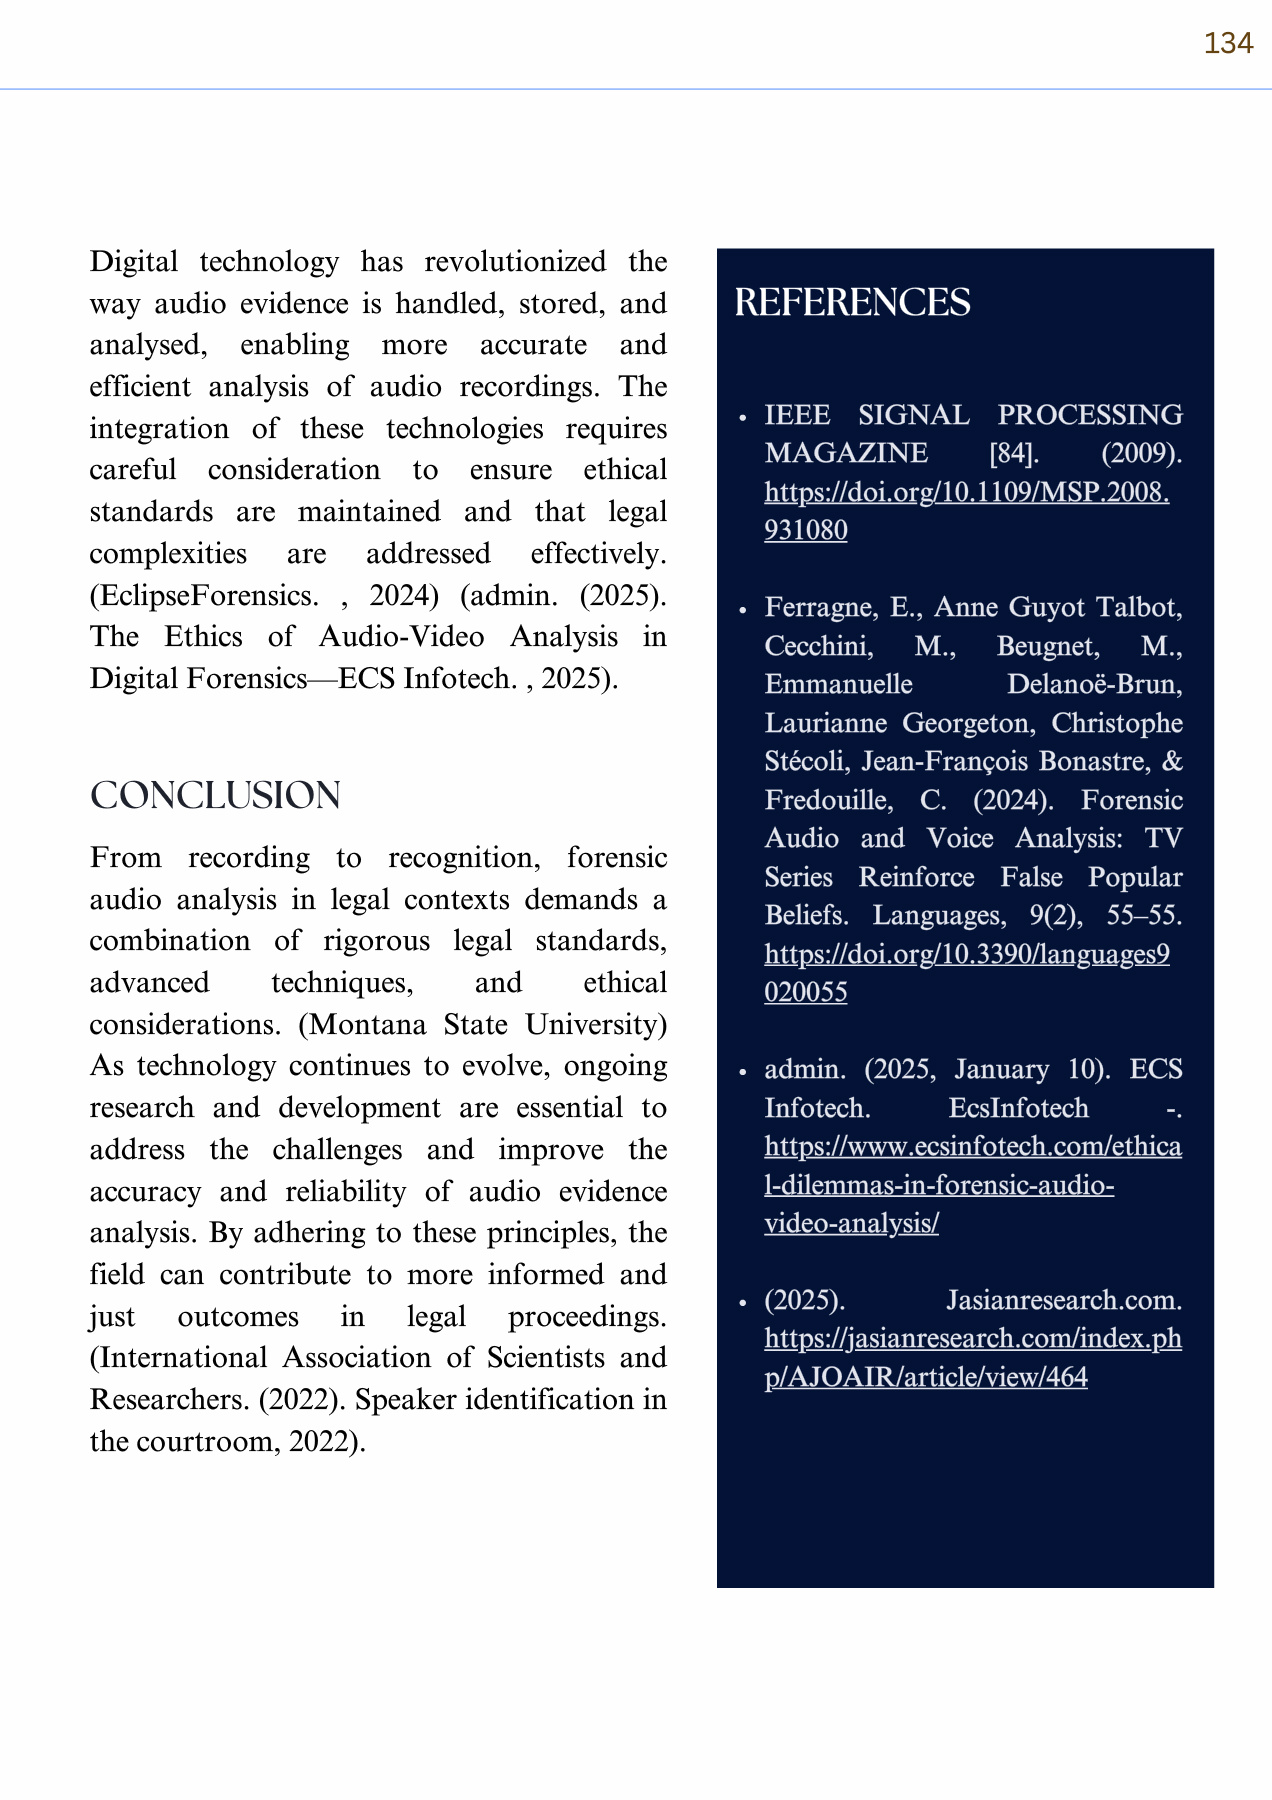 134
Digital technology has revolutionized the
way audio evidence is handled, stored, and
analysed, enabling more accurate and
efficient analysis of audio recordings. The
integration of these technologies requires
careful consideration to ensure ethical
standards are maintained and that legal
complexities are addressed effectively.
(EclipseForensics. , 2024) (admin. (2025).
The Ethics of Audio-Video Analysis in
Digital Forensics—ECS Infotech. , 2025).
CONCLUSION
From recording to recognition, forensic
audio analysis in legal contexts demands a
combination of rigorous legal standards,
advanced techniques, and ethical
considerations. (Montana State University)
As technology continues to evolve, ongoing
research and development are essential to
address the challenges and improve the
accuracy and reliability of audio evidence
analysis. By adhering to these principles, the
field can contribute to more informed and
just outcomes in legal proceedings.
(International Association of Scientists and
Researchers. (2022). Speaker identification in
the courtroom, 2022).
REFERENCES
• IEEE SIGNAL PROCESSING
MAGAZINE [84]. (2009).
https://doi.org/10.1109/MSP.2008.
931080
• Ferragne, E., Anne Guyot Talbot,
Cecchini, M., Beugnet, M.,
Emmanuelle Delanoë-Brun,
Laurianne Georgeton, Christophe
Stécoli, Jean-François Bonastre, &
Fredouille, C. (2024). Forensic
Audio and Voice Analysis: TV
Series Reinforce False Popular
Beliefs. Languages, 9(2), 55–55.
https://doi.org/10.3390/languages9
020055
• admin. (2025, January 10). ECS
Infotech. EcsInfotech -.
https://www.ecsinfotech.com/ethica
l-dilemmas-in-forensic-audio-
video-analysis/
• (2025). Jasianresearch.com.
https://jasianresearch.com/index.ph
p/AJOAIR/article/view/464